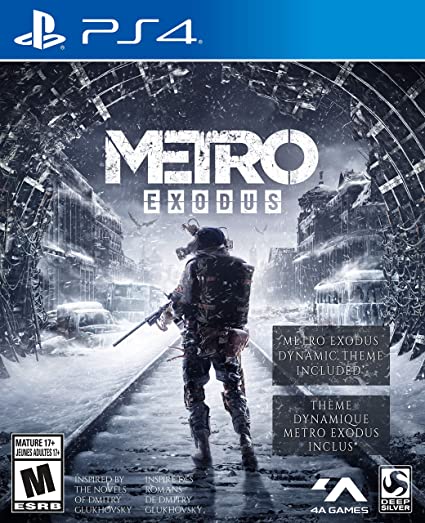 PS4
METRO
EXODUS
"METRO EXODUS
DYNAMIC THEME
INCLUDED"
THÈME
DYNAMIQUE
METRO EXODUS
INCLUS*
MATURE 17+
JEUNES ADULTES 17+
M
ESRB
INSPIRED BY
THE NOVELS
OF DMITRY
GLUKHOVSKY
INSPIRÉ DES
ROMANS
DE DMITRY
GLUKHOVSKY
4A GAMES
DEEP
SILVER